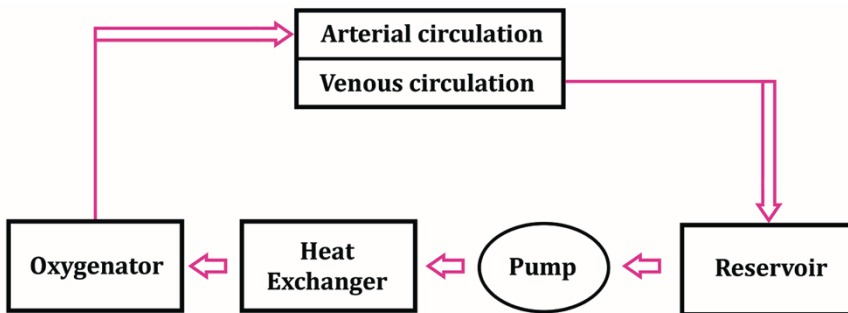 Arterial circulation
Venous circulation
Oxygenator
Heat
Exchanger
Pump
Reservoir